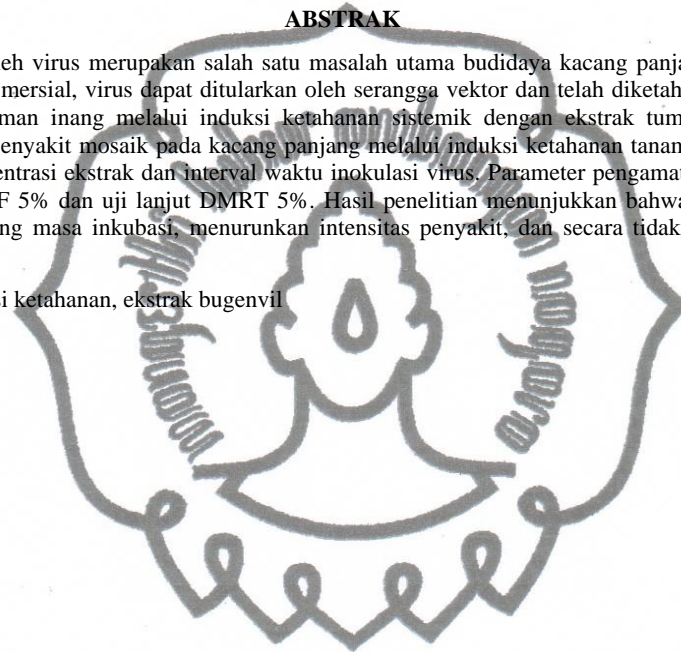 ABSTRAK
leh virus merupakan salah satu masalah utama budidaya kacang panja
mersial, virus dapat ditularkan oleh serangga vektor dan telah diketah
man inang melalui induksi ketahanan sistemik dengan ekstrak tum
enyakit mosaik pada kacang panjang melalui induksi ketahanan tanam
entrasi ekstrak dan interval waktu inokulasi virus. Parameter pengamat
F 5% dan uji lanjut DMRT 5%. Hasil penelitian menunjukkan bahwa
ng masa inkubasi, menurunkan intensitas penyakit, dan secara tidak
si ketahanan, ekstrak bugenvil